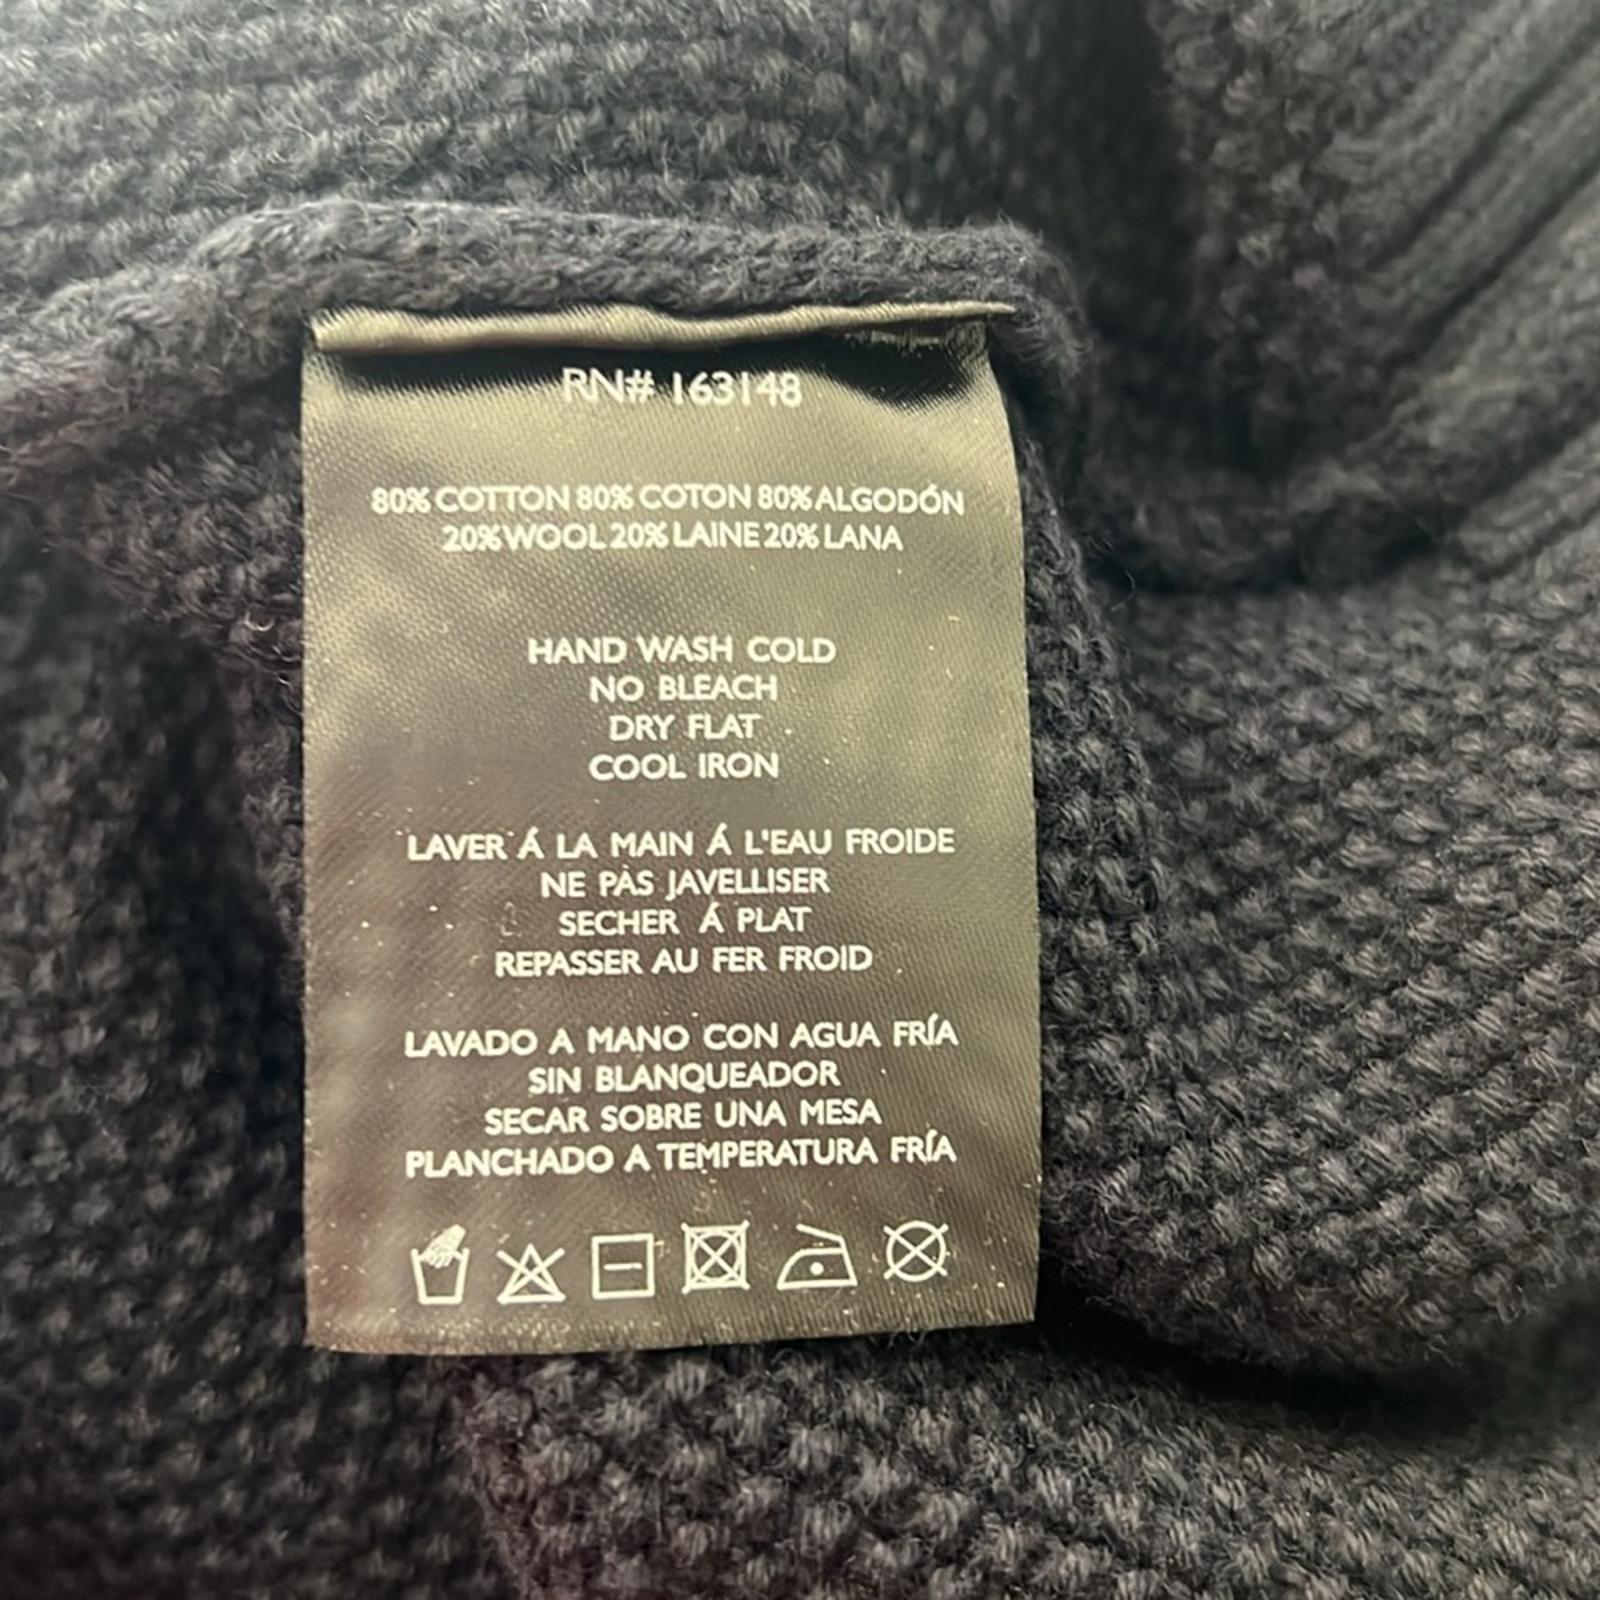 RN# 163148
80% COTTON 80% COTON 80% ALGODÓN
20% WOOL 20% LAINE 20% LANA
HAND WASH COLD
NO BLEACH
DRY FLAT
COOL IRON
LAVER Á LA MAIN Á L'EAU FROIDE
NE PÀS JAVELLISER
SECHER Á PLAT
REPASSER AU FER FROID
LAVADO A MANO CON AGUA FRÍA
SIN BLANQUEADOR
SECAR SOBRE UNA MESA
PLANCHADO A TEMPERATURA FRÍA